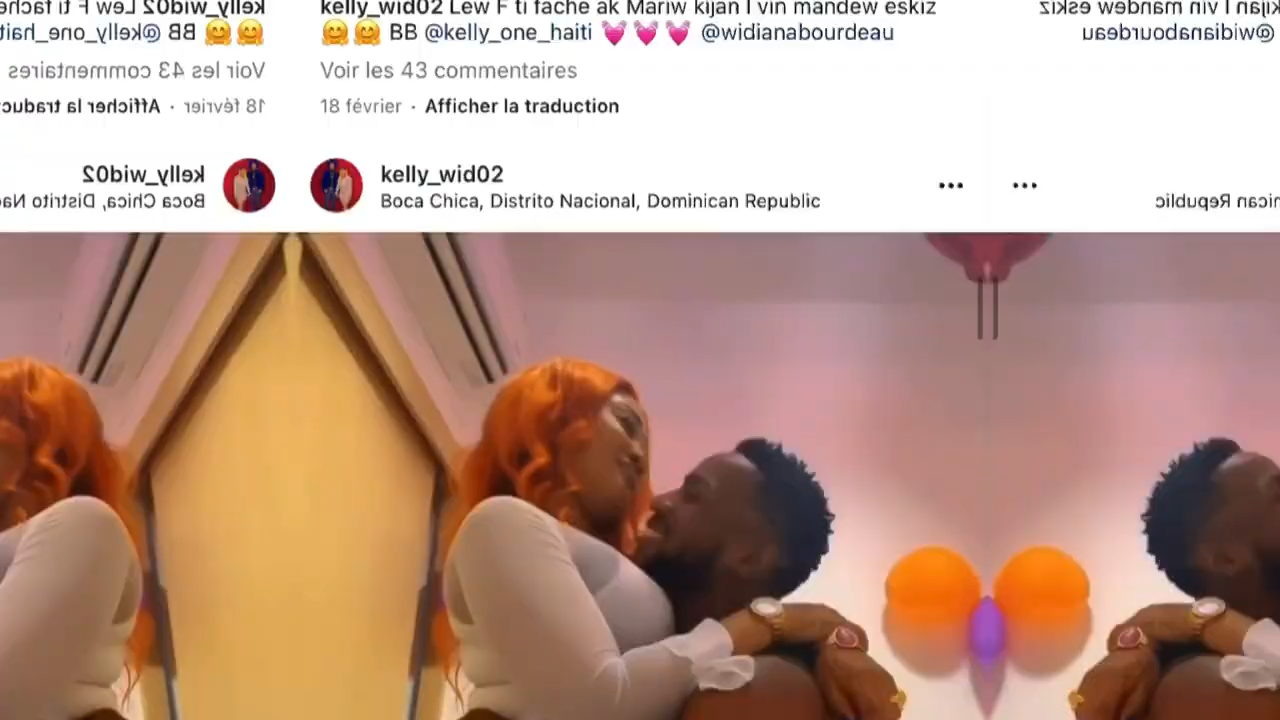 kelly_wid02 Lew F ti fache ak Mariw kijan l vin mandew eskiz
🤗🤗 BB @kelly_one_haiti 💓💓💓 @widianabourdeau
Voir les 43 commentaires
18 février · Afficher la traduction
kelly_wid02
Boca Chica, Distrito Nacional, Dominican Republic